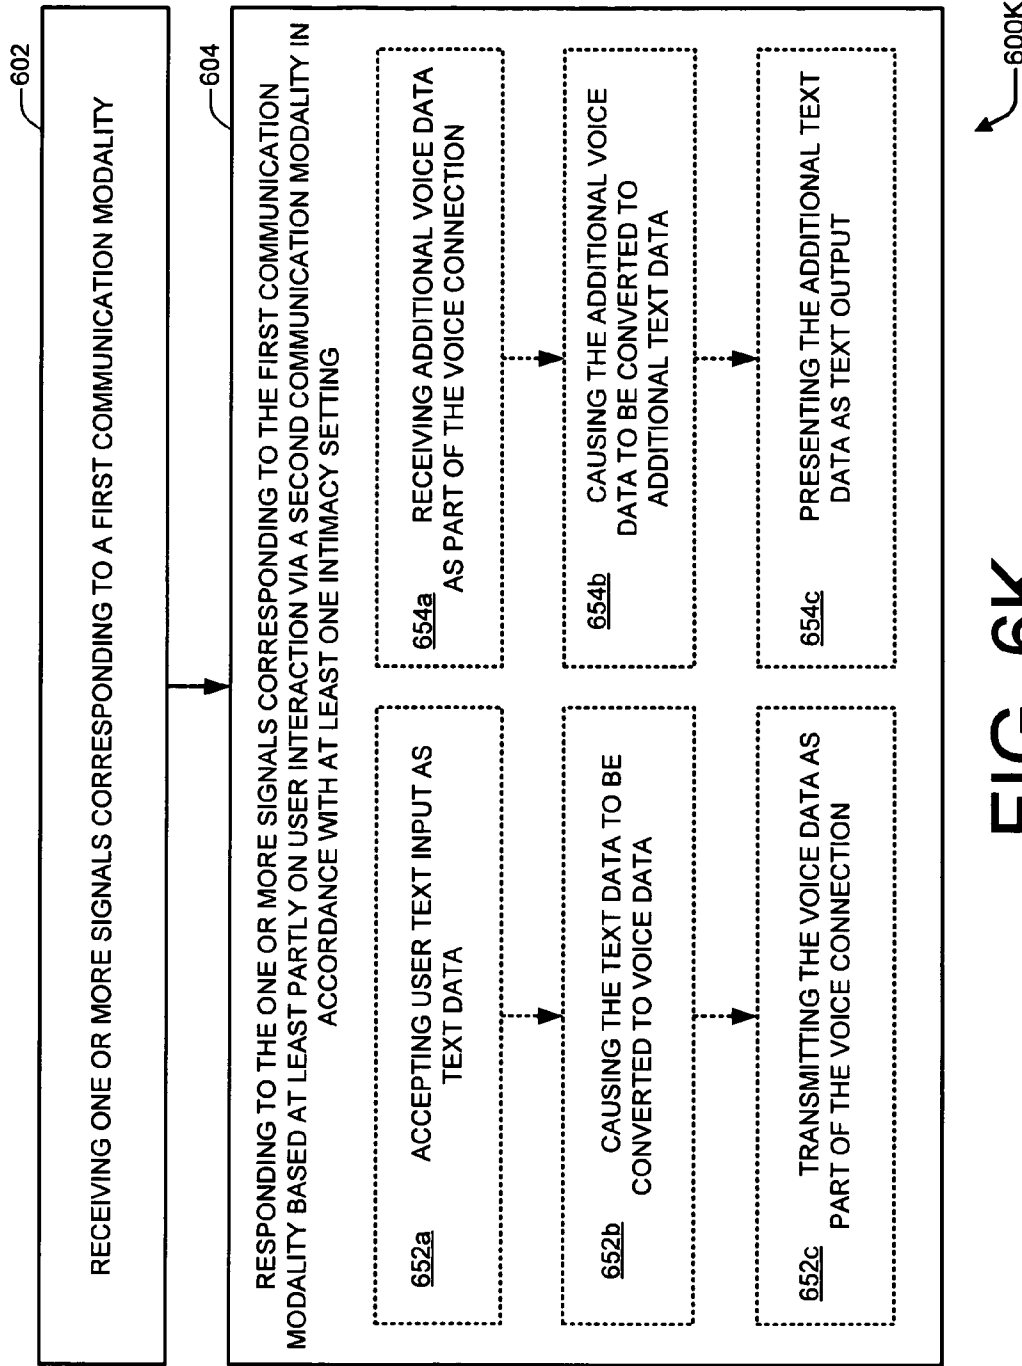 602
RECEIVING ONE OR MORE SIGNALS CORRESPONDING TO A FIRST COMMUNICATION MODALITY
604
RESPONDING TO THE ONE OR MORE SIGNALS CORRESPONDING TO THE FIRST COMMUNICATION
MODALITY BASED AT LEAST PARTLY ON USER INTERACTION VIA A SECOND COMMUNICATION MODALITY IN
ACCORDANCE WITH AT LEAST ONE INTIMACY SETTING
652a ACCEPTING USER TEXT INPUT AS
TEXT DATA
652b CAUSING THE TEXT DATA TO BE
CONVERTED TO VOICE DATA
652c TRANSMITTING THE VOICE DATA AS
PART OF THE VOICE CONNECTION
654a RECEIVING ADDITIONAL VOICE DATA
AS PART OF THE VOICE CONNECTION
654b CAUSING THE ADDITIONAL VOICE
DATA TO BE CONVERTED TO
ADDITIONAL TEXT DATA
654c PRESENTING THE ADDITIONAL TEXT
DATA AS TEXT OUTPUT
600K
FIG. 6K